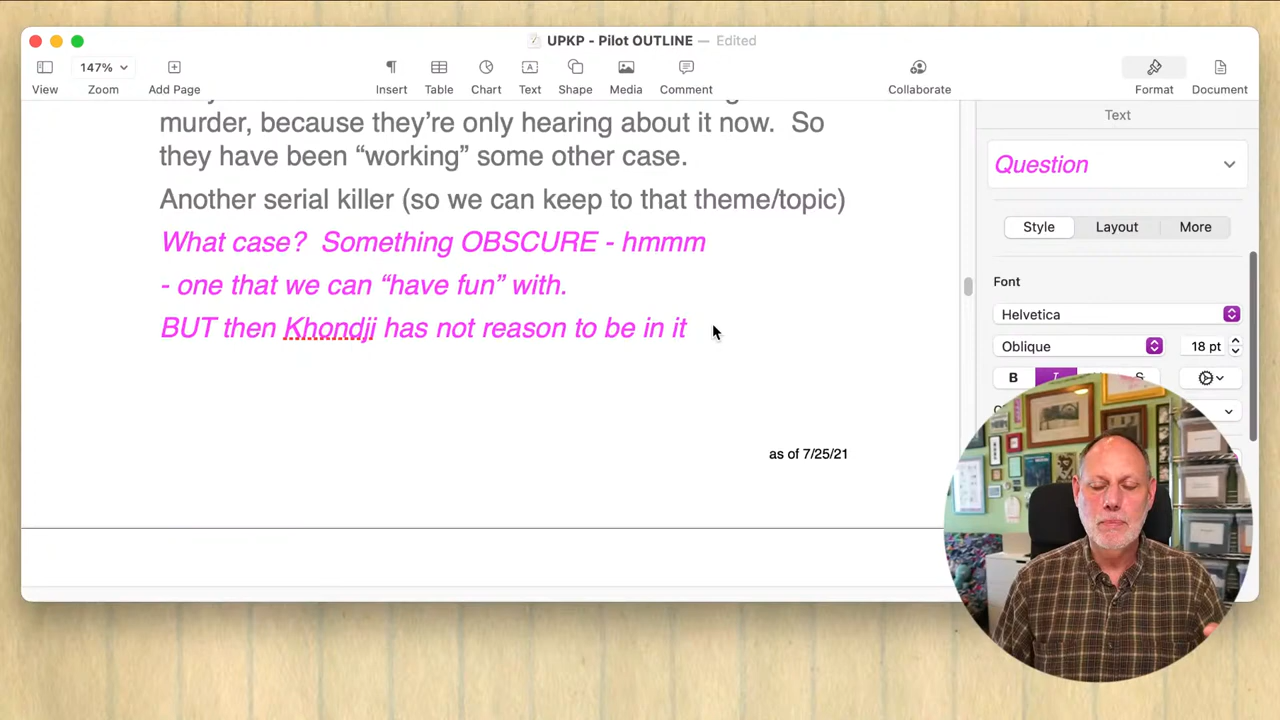 UPKP - Pilot OUTLINE — Edited
147%
View
Zoom
Add Page
Insert
Table
Chart
Text
Shape
Media
Comment
Collaborate
Format
Document
murder, because they’re only hearing about it now.  So
they have been “working” some other case.
Another serial killer (so we can keep to that theme/topic)
What case?  Something OBSCURE - hmmm
- one that we can “have fun” with.
BUT then Khondji has not reason to be in it
as of 7/25/21
Text
Question
Style
Layout
More
Font
Helvetica
Oblique
18 pt
B
I
S